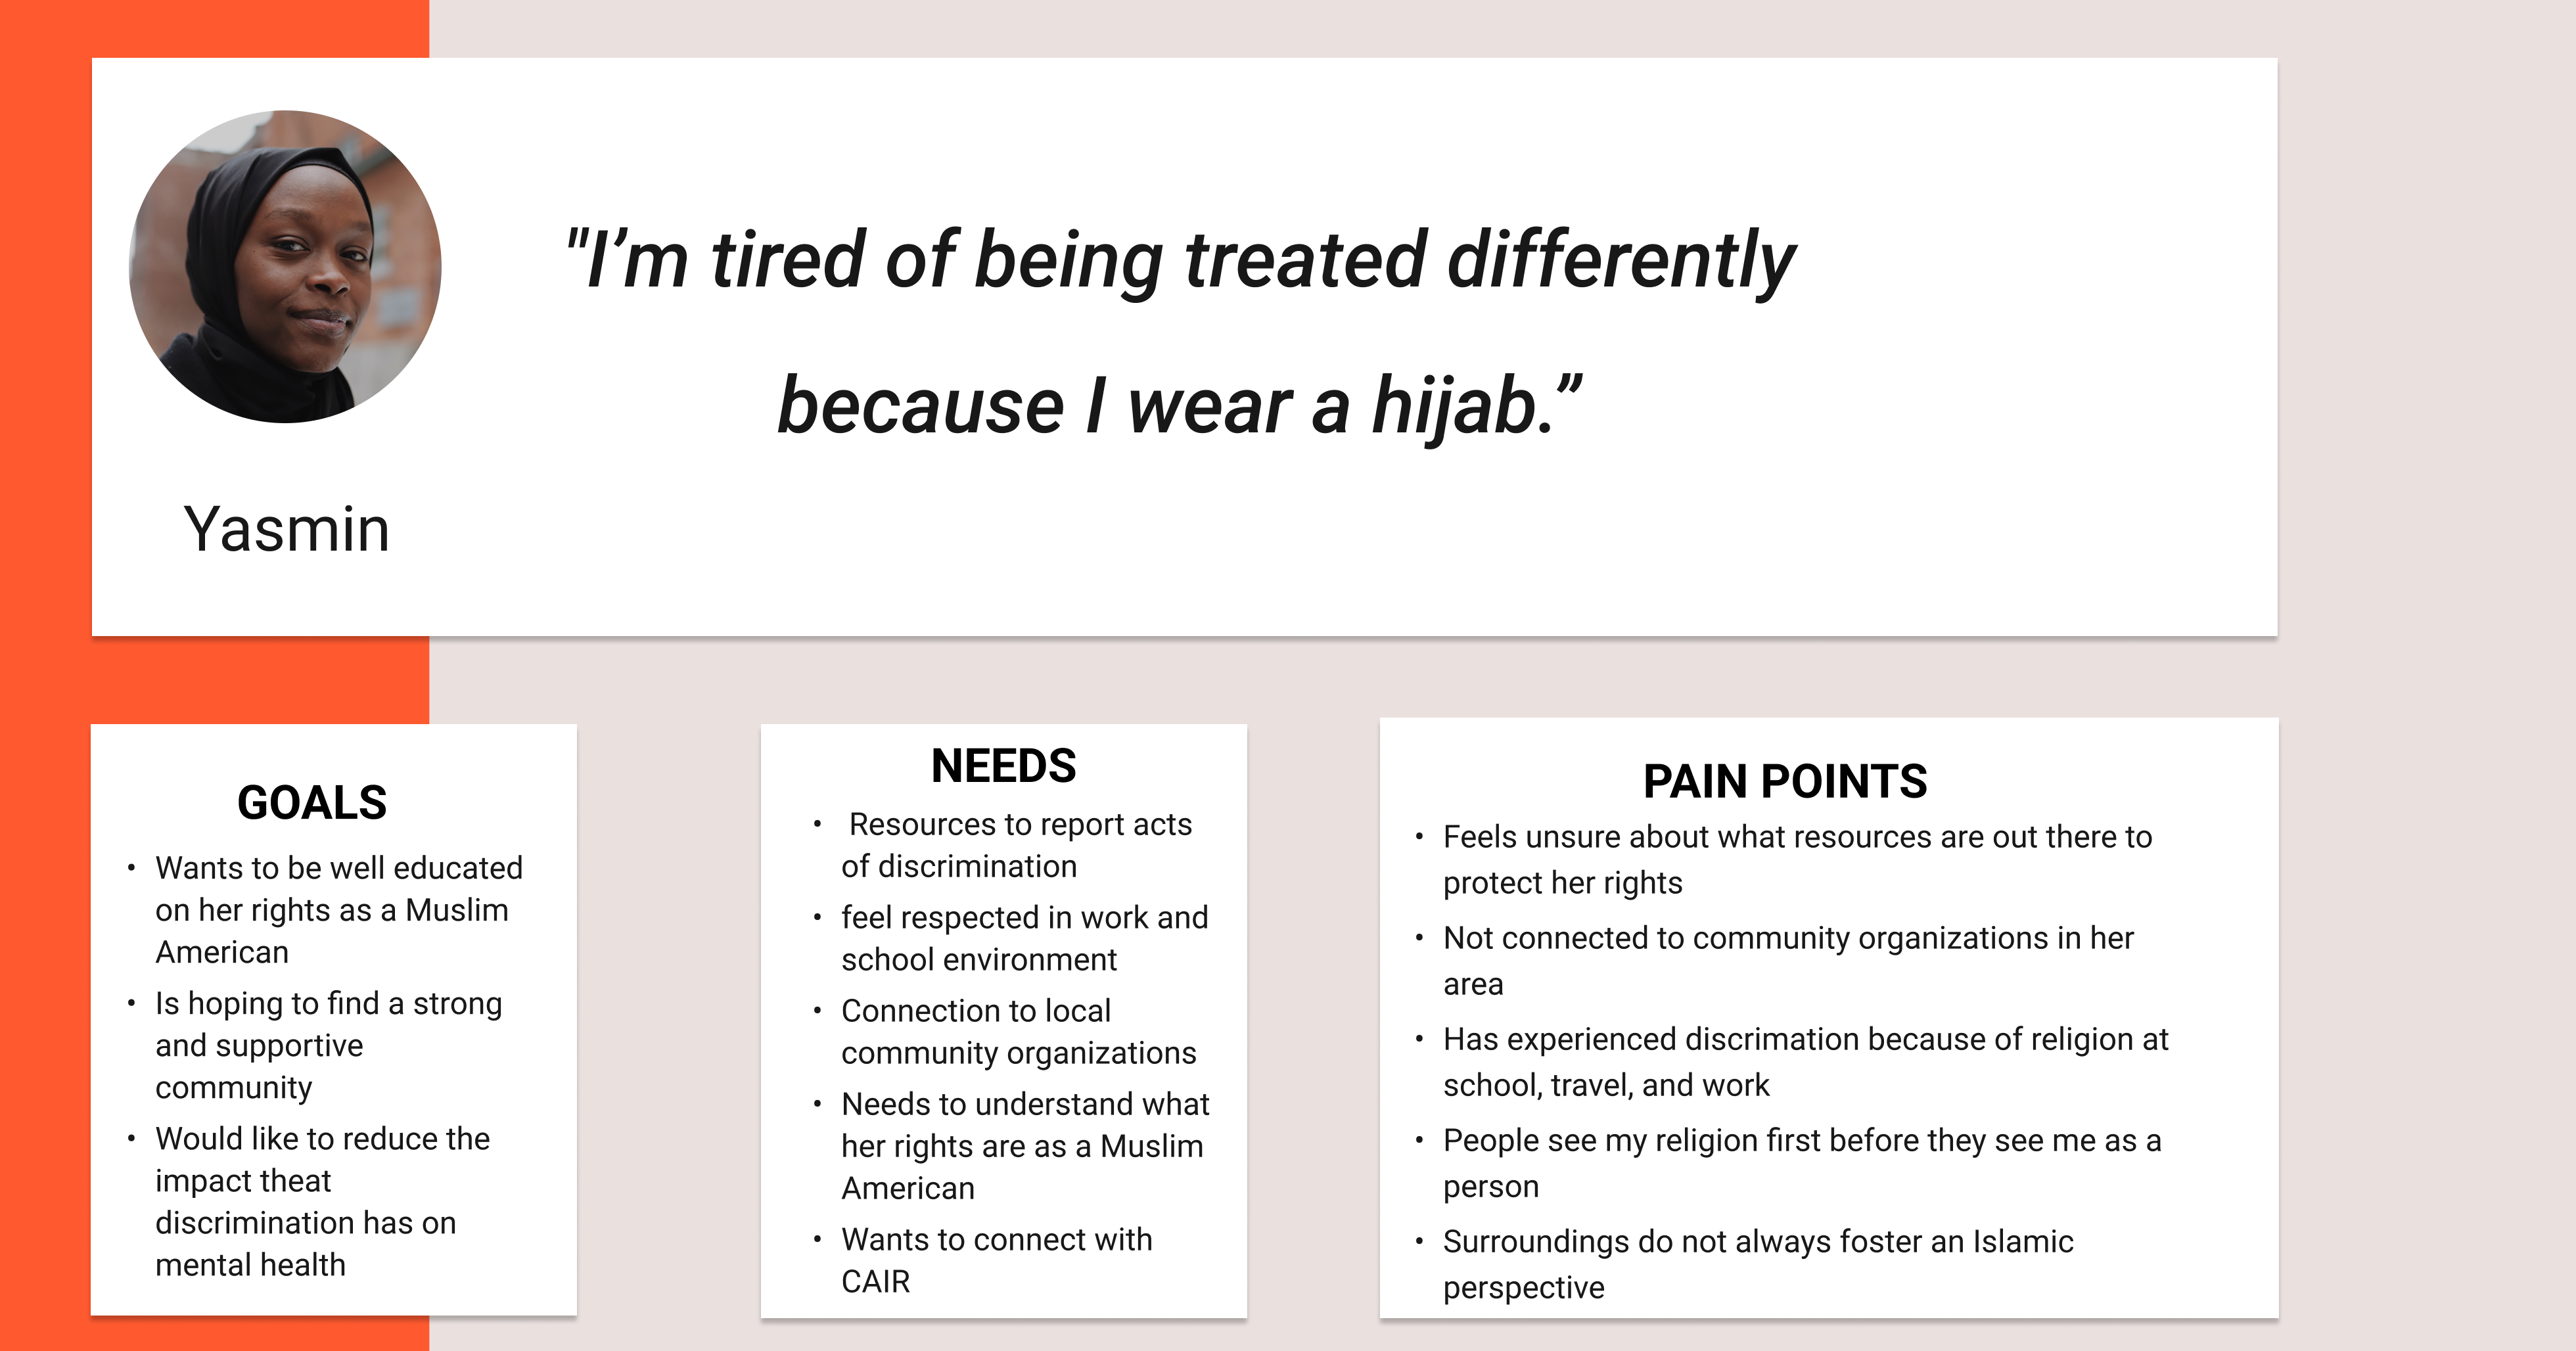 Yasmin
"I’m tired of being treated differently
because I wear a hijab.”
GOALS
• Wants to be well educated
on her rights as a Muslim
American
• Is hoping to find a strong
and supportive
community
• Would like to reduce the
impact theat
discrimination has on
mental health
NEEDS
• Resources to report acts
of discrimination
• feel respected in work and
school environment
• Connection to local
community organizations
• Needs to understand what
her rights are as a Muslim
American
• Wants to connect with
CAIR
PAIN POINTS
• Feels unsure about what resources are out there to
protect her rights
• Not connected to community organizations in her
area
• Has experienced discrimation because of religion at
school, travel, and work
• People see my religion first before they see me as a
person
• Surroundings do not always foster an Islamic
perspective